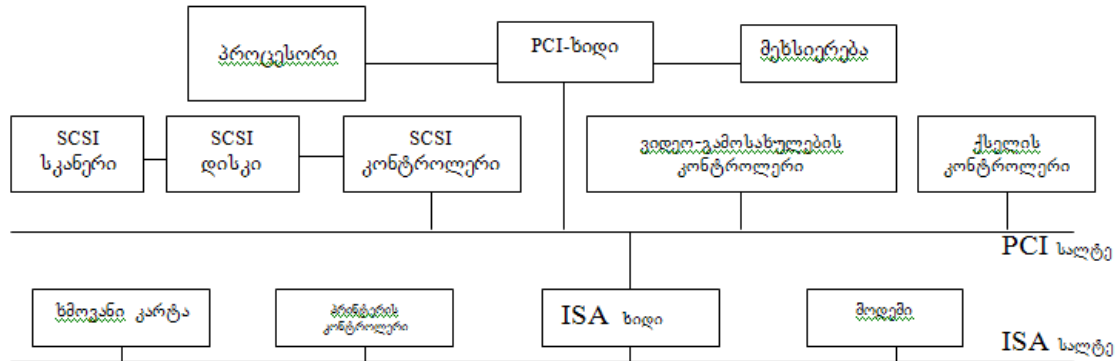 პროცესორი
PCI-ხიდი
მეხსიერება
SCSI
სკანერი
SCSI
დისკი
SCSI
კონტროლერი
ვიდეო-გამოსახულების
კონტროლერი
ქსელის
კონტროლერი
PCI სალტე
ხმოვანი კარტა
პრინტერის
კონტროლერი
ISA ხიდი
მოდემი
ISA სალტე